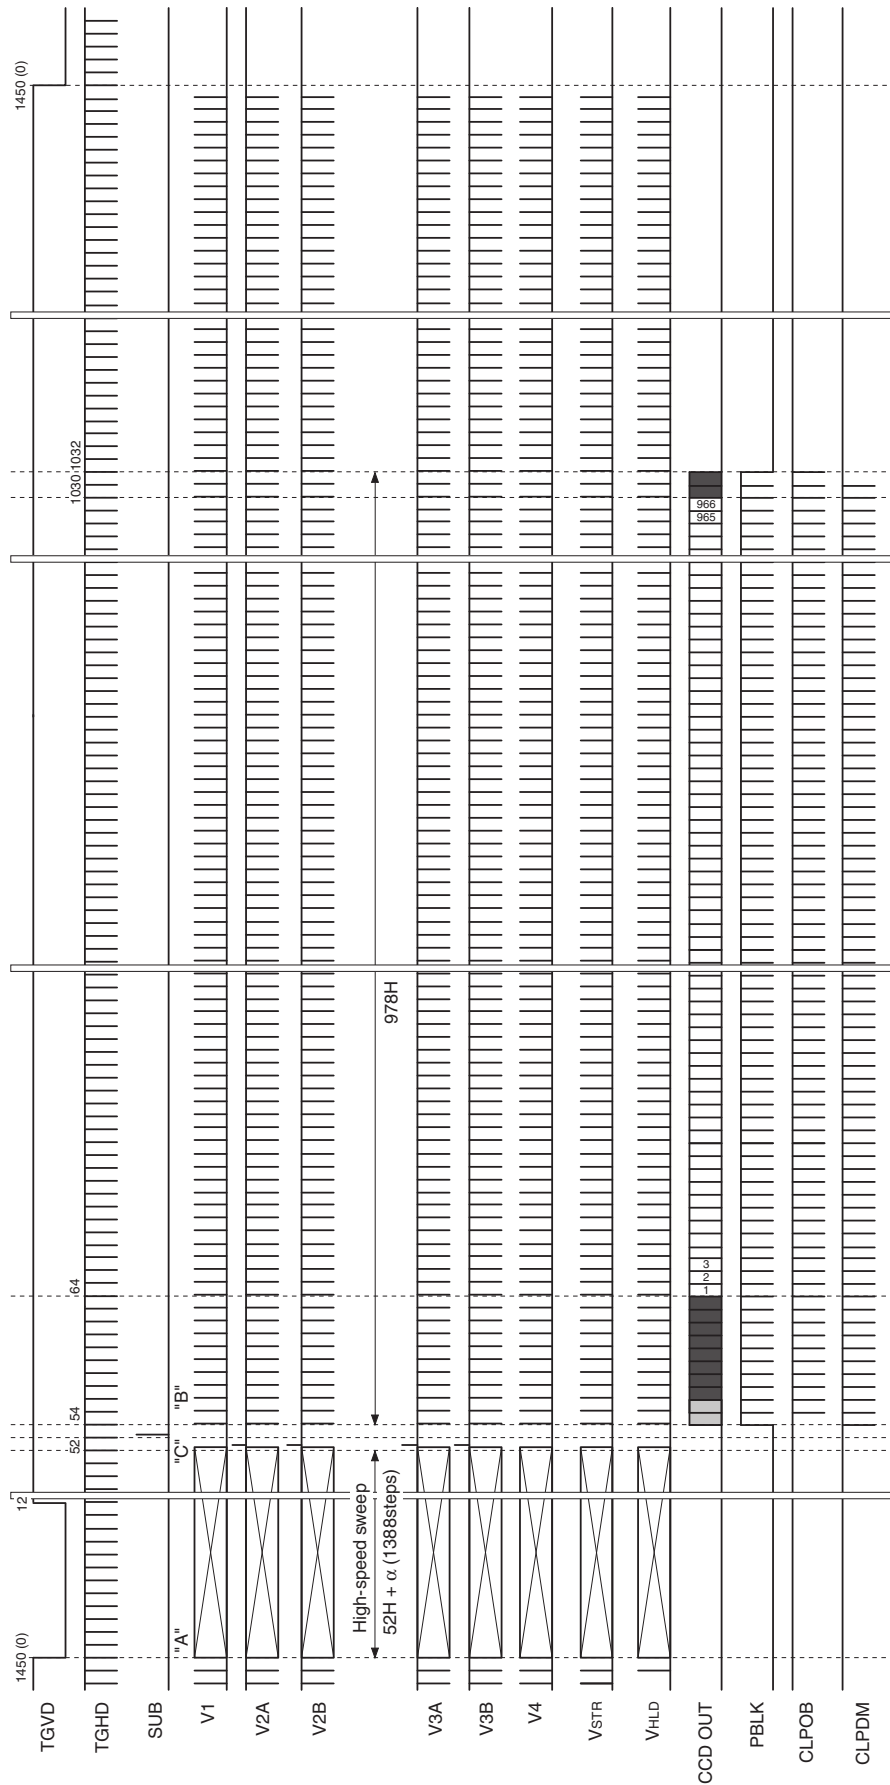 TGVD
TGHD
SUB
V1
V2A
V2B
V3A
V3B
V4
VSTR
VHLD
CCD OUT
PBLK
CLPOB
CLPDM
1450 (0)
12
52
54
64
1030
1032
1450 (0)
"A"
"C"
"B"
High-speed sweep
52H + α (1388steps)
978H
1
2
3
965
966